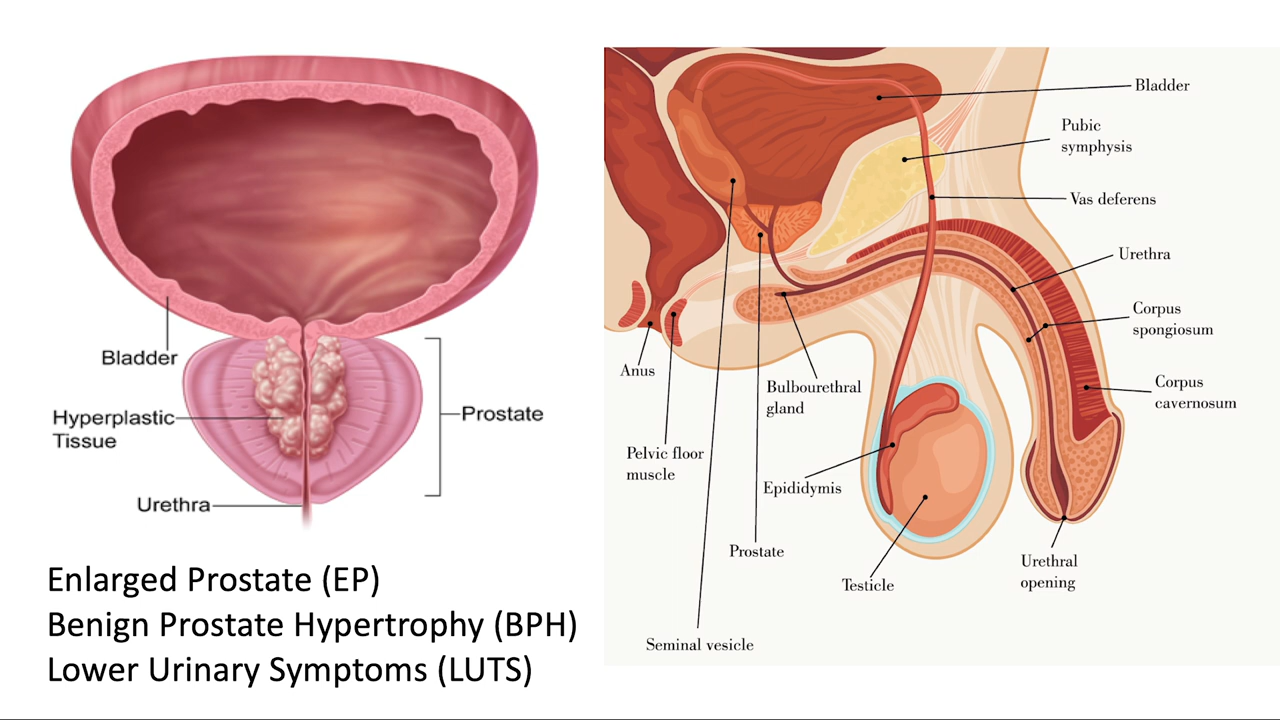 Bladder
Hyperplastic
Tissue
Prostate
Urethra
Enlarged Prostate (EP)
Benign Prostate Hypertrophy (BPH)
Lower Urinary Symptoms (LUTS)
Bladder
Pubic
symphysis
Vas deferens
Urethra
Corpus
spongiosum
Corpus
cavernosum
Anus
Bulbourethral
gland
Pelvic floor
muscle
Epididymis
Prostate
Testicle
Urethral
opening
Seminal vesicle